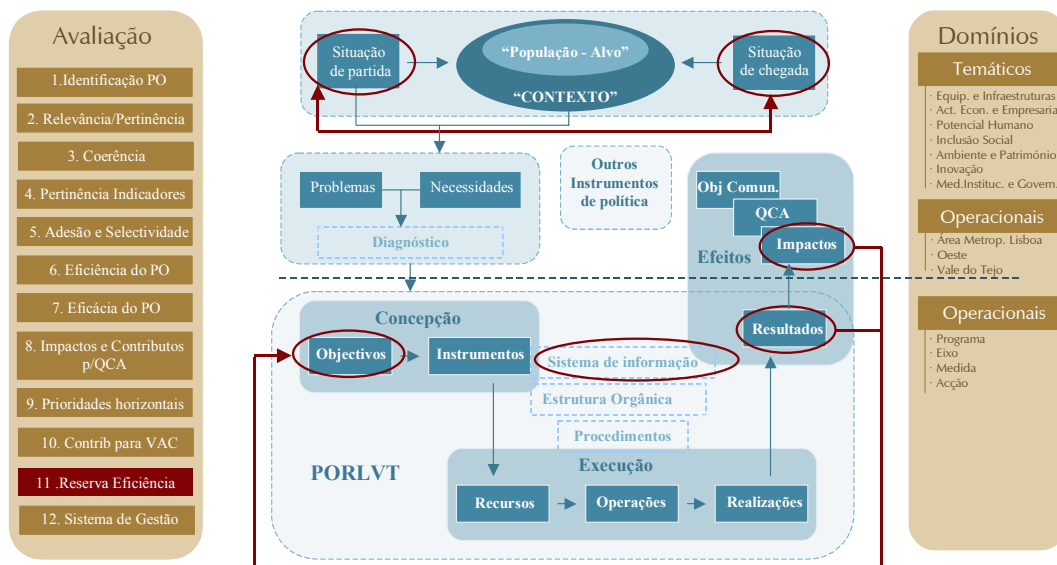 Avaliação
1.Identificação PO
2. Relevância/Pertinência
3. Coerência
4. Pertinência Indicadores
5. Adesão e Selectividade
6. Eficiência do PO
7. Eficácia do PO
8. Impactos e Contributos
p/QCA
9. Prioridades horizontais
10. Contrib para VAC
11 .Reserva Eficiência
12. Sistema de Gestão
Situação
de partida
“População - Alvo”
“CONTEXTO”
Situação
de chegada
Problemas
Necessidades
Diagnóstico
Outros
Instrumentos
de política
Obj Comun.
QCA
Impactos
Efeitos
Resultados
Concepção
Objectivos
Instrumentos
Sistema de informação
Estrutura Orgânica
Procedimentos
PORLVT
Execução
Recursos
Operações
Realizações
Domínios
Temáticos
· Equip. e Infraestruturas
· Act. Econ. e Empresaria
· Potencial Humano
· Inclusão Social
· Ambiente e Património
· Inovação
· Med.Instituc. e Govern.
Operacionais
· Área Metrop. Lisboa
· Oeste
· Vale do Tejo
Operacionais
· Programa
· Eixo
· Medida
· Acção